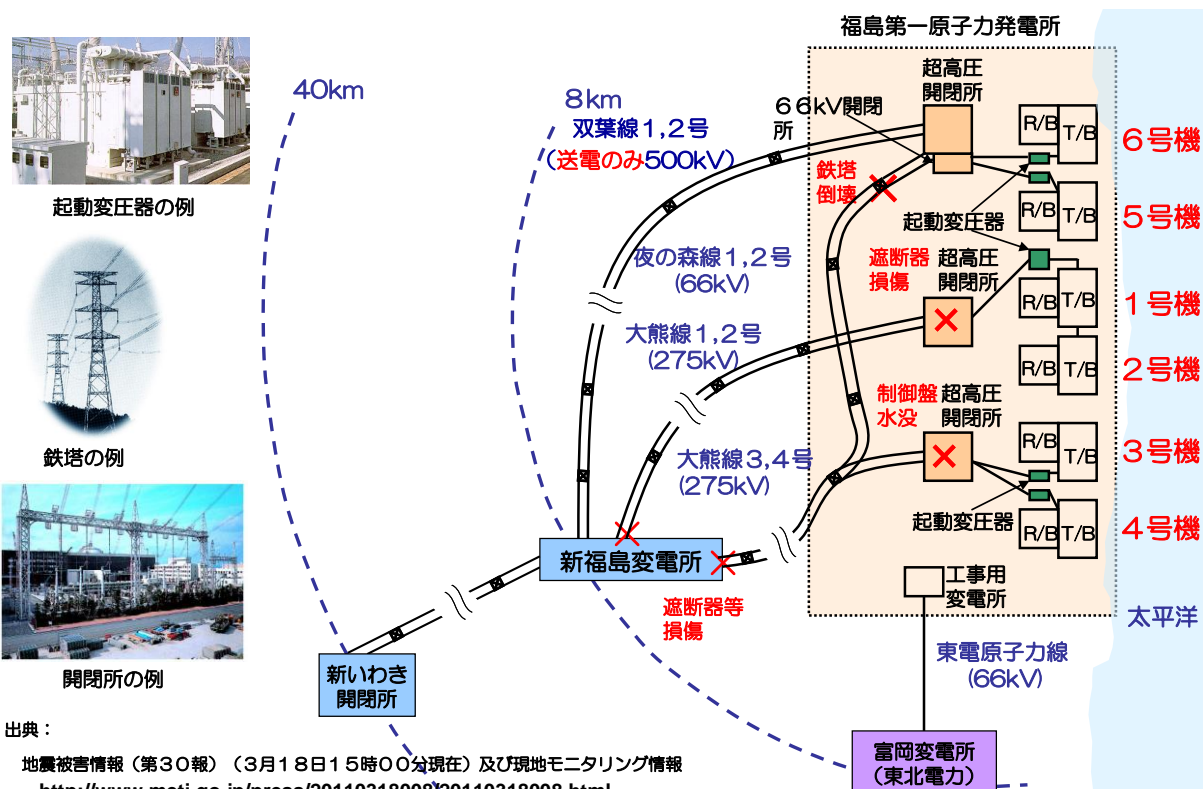 福島第一原子力発電所
40km
8km
双葉線1,2号
(送電のみ500kV)
66kV開閉
所
超高圧
開閉所
R/B
T/B
6号機
鉄塔
倒壊
起動変圧器の例
起動変圧器
R/B
T/B
5号機
夜の森線1,2号
(66kV)
遮断器
損傷
超高圧
開閉所
R/B
T/B
1号機
大熊線1,2号
(275kV)
R/B
T/B
2号機
制御盤
水没
超高圧
開閉所
R/B
T/B
3号機
鉄塔の例
大熊線3,4号
(275kV)
起動変圧器
R/B
T/B
4号機
新福島変電所
工事用
変電所
遮断器等
損傷
太平洋
開閉所の例
新いわき
開閉所
東電原子力線
(66kV)
出典：
富岡変電所
(東北電力)
地震被害情報（第30報）（3月18日15時00分現在）及び現地モニタリング情報
http://www.meti.go.jp/press/20110318008/20110318008.html